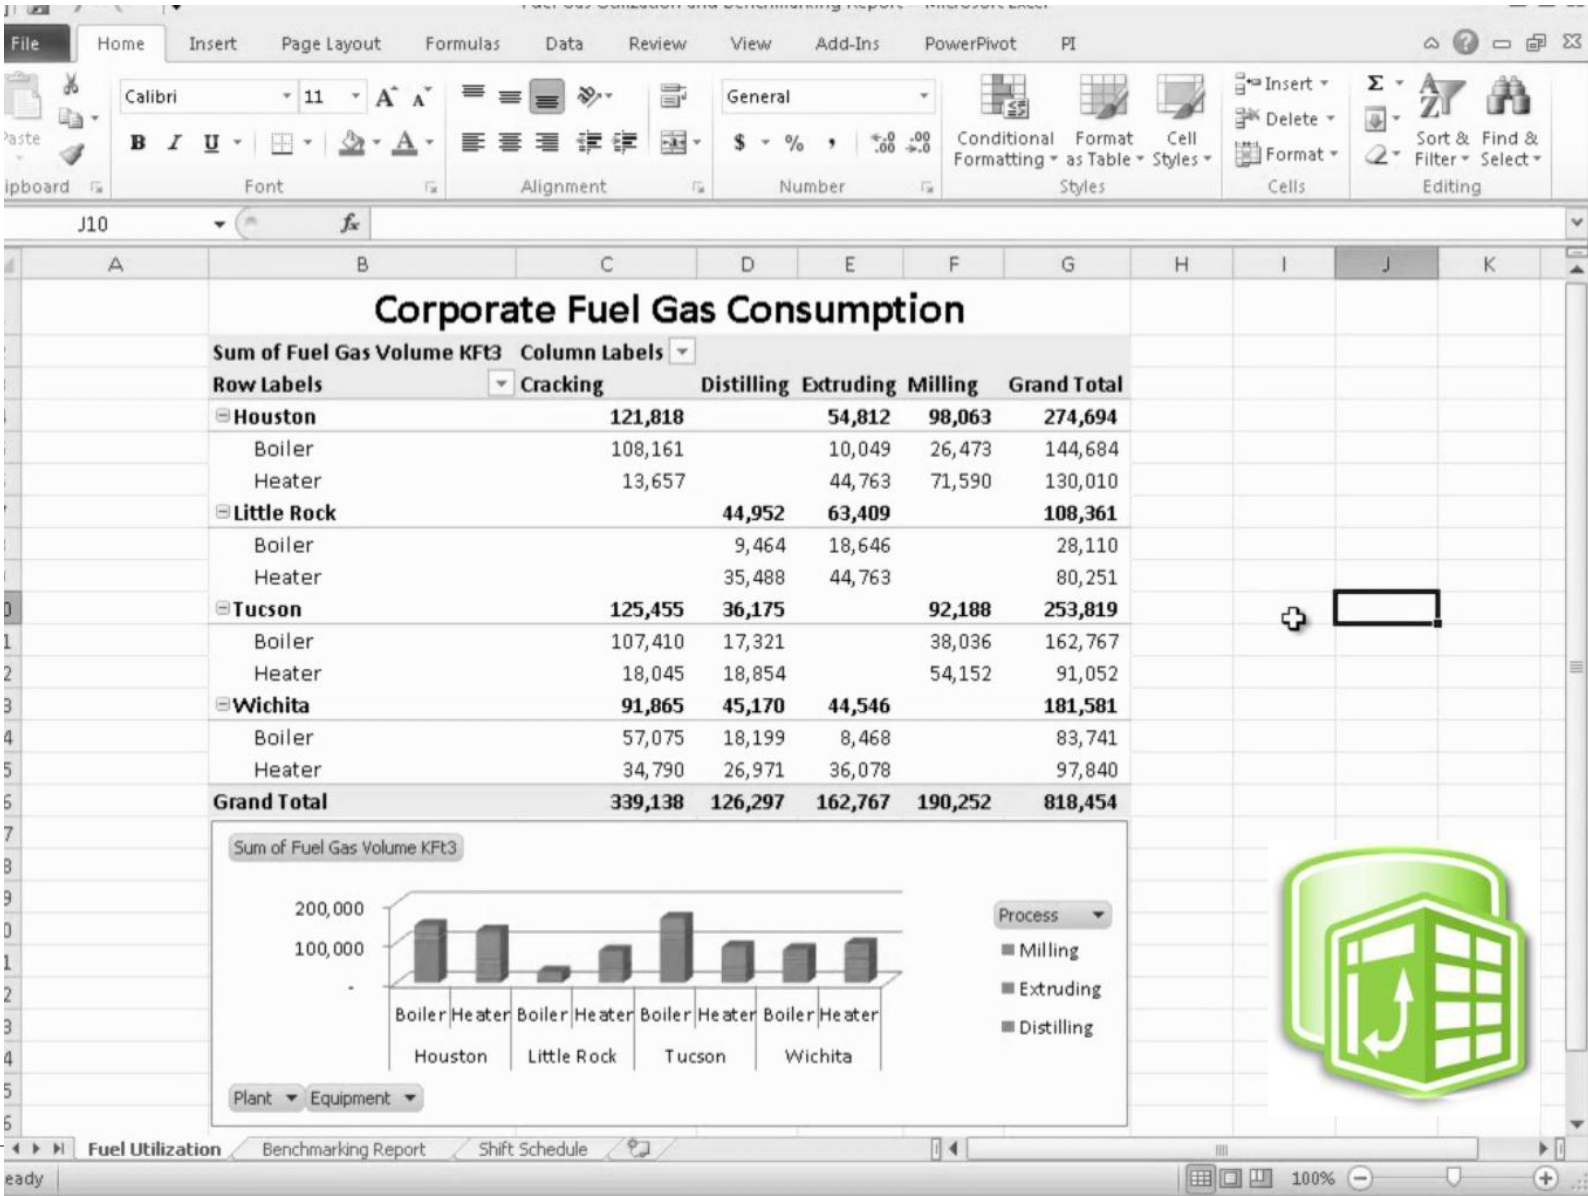 File Home Insert Page Layout Formulas Data Review View Add-Ins PowerPivot PI
Calibri 11 A A General Insert Σ
Delete
Paste B I U A $ % , .0 .00 .00 .0 Conditional Formatting Format as Table Cell Styles Format Sort & Filter Find & Select
Font Alignment Number Styles Cells Editing
J10 fx
A B C D E F G H I J K
Corporate Fuel Gas Consumption
Sum of Fuel Gas Volume KFt3 Column Labels
Row Labels Cracking Distilling Extruding Milling Grand Total
Houston 121,818 54,812 98,063 274,694
Boiler 108,161 10,049 26,473 144,684
Heater 13,657 44,763 71,590 130,010
Little Rock 44,952 63,409 108,361
Boiler 9,464 18,646 28,110
Heater 35,488 44,763 80,251
Tucson 125,455 36,175 92,188 253,819
Boiler 107,410 17,321 38,036 162,767
Heater 18,045 18,854 54,152 91,052
Wichita 91,865 45,170 44,546 181,581
Boiler 57,075 18,199 8,468 83,741
Heater 34,790 26,971 36,078 97,840
Grand Total 339,138 126,297 162,767 190,252 818,454
Sum of Fuel Gas Volume KFt3
200,000
100,000
-
Process
Milling
Extruding
Distilling
Boiler Heater Boiler Heater Boiler Heater Boiler Heater
Houston Little Rock Tucson Wichita
Plant Equipment
Fuel Utilization Benchmarking Report Shift Schedule
100%